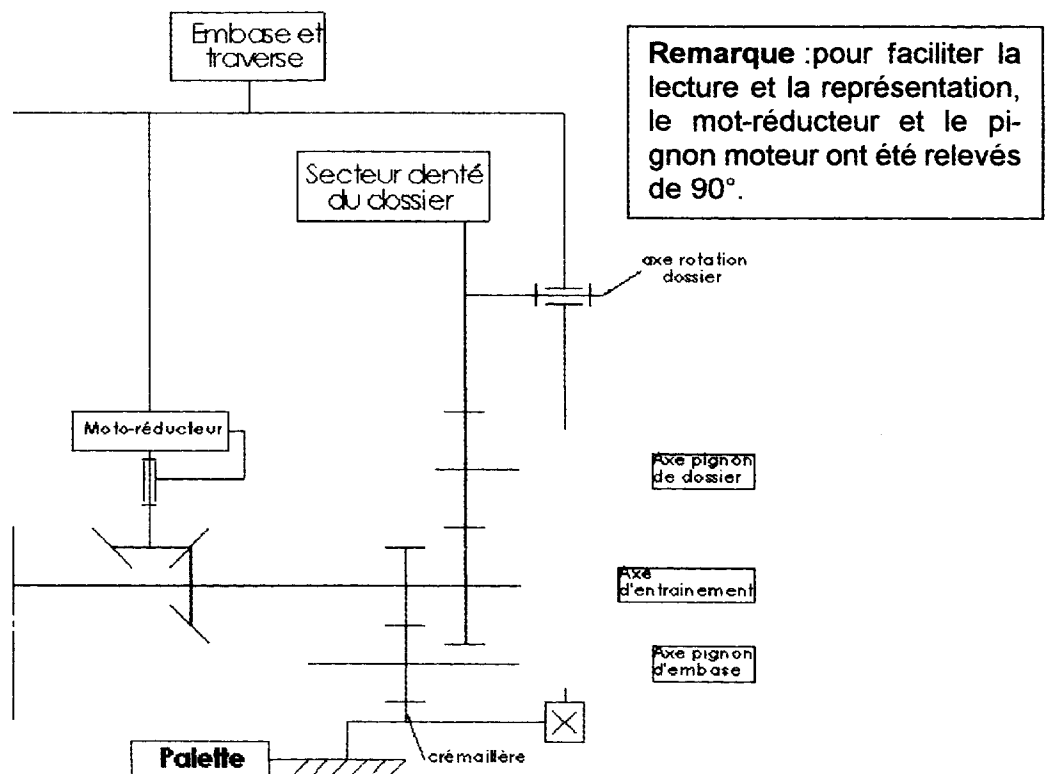 Embase et
traverse
Remarque :pour faciliter la
lecture et la représentation,
le mot-réducteur et le pi-
gnon moteur ont été relevés
de 90°.
Secteur denté
du dossier
axe rotation
dossier
Moto-réducteur
Axe pignon
de dossier
Axe
d'entrainement
Axe pignon
d'embase
Palette
crémaillère